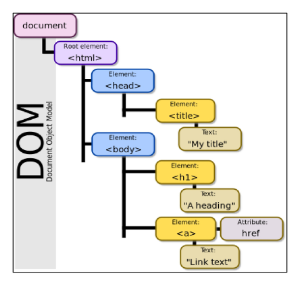 document
Root element:
<html>
Element:
<head>
Element:
<title>
Text:
"My title"
Element:
<body>
Element:
<h1>
Text:
"A heading"
Element:
<a>
Attribute:
href
Text:
"Link text"
DOM
Document Object Model